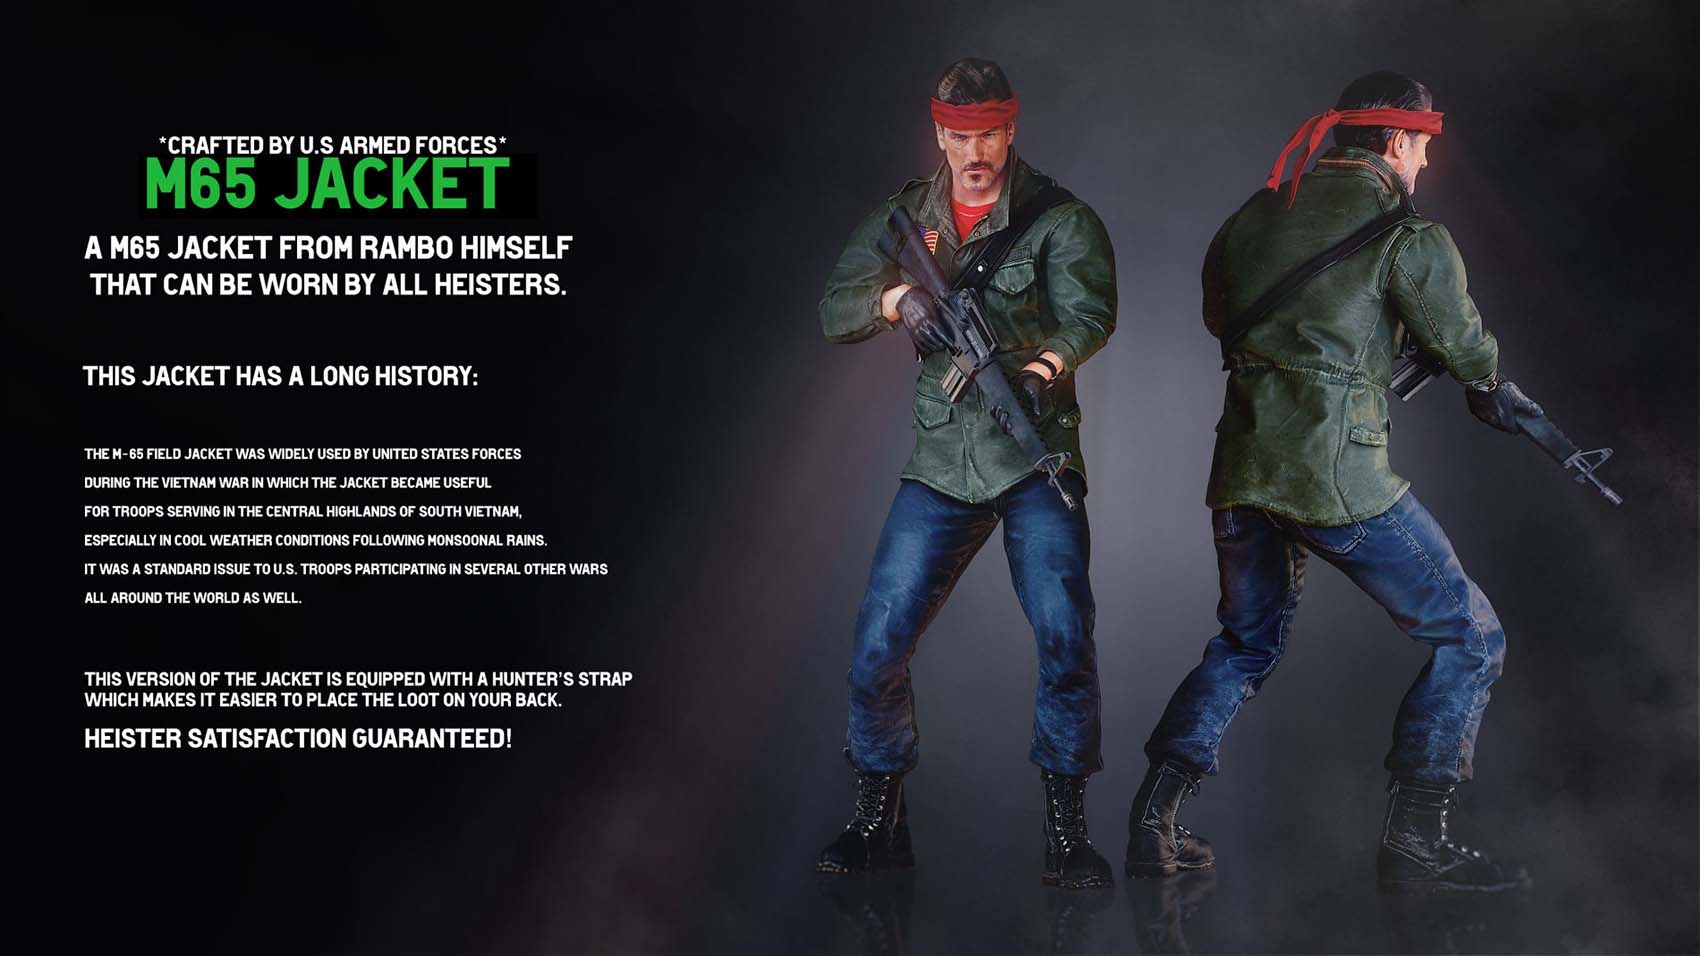 *CRAFTED BY U.S ARMED FORCES*
M65 JACKET
A M65 JACKET FROM RAMBO HIMSELF
THAT CAN BE WORN BY ALL HEISTERS.
THIS JACKET HAS A LONG HISTORY:
THE M-65 FIELD JACKET WAS WIDELY USED BY UNITED STATES FORCES
DURING THE VIETNAM WAR IN WHICH THE JACKET BECAME USEFUL
FOR TROOPS SERVING IN THE CENTRAL HIGHLANDS OF SOUTH VIETNAM,
ESPECIALLY IN COOL WEATHER CONDITIONS FOLLOWING MONSOONAL RAINS.
IT WAS A STANDARD ISSUE TO U.S. TROOPS PARTICIPATING IN SEVERAL OTHER WARS
ALL AROUND THE WORLD AS WELL.
THIS VERSION OF THE JACKET IS EQUIPPED WITH A HUNTER'S STRAP
WHICH MAKES IT EASIER TO PLACE THE LOOT ON YOUR BACK.
HEISTER SATISFACTION GUARANTEED!